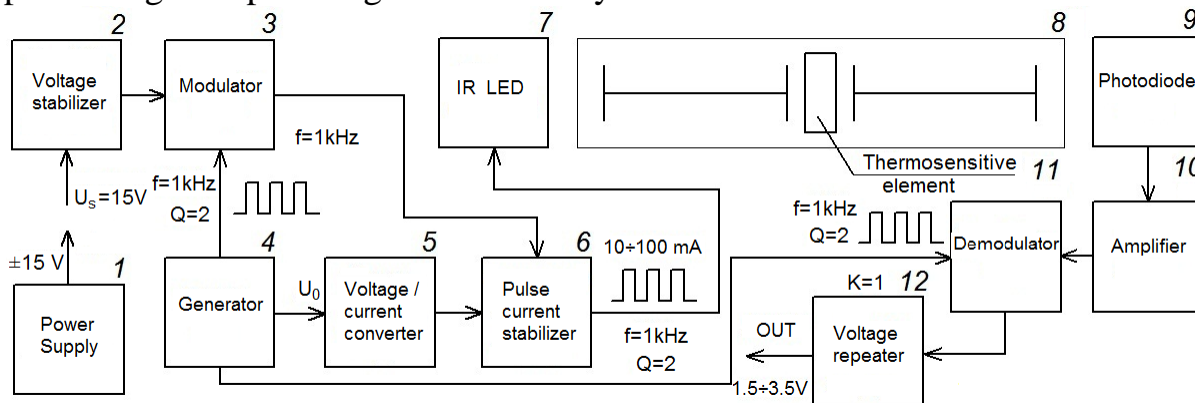 2
3
7
8
9
Voltage
stabilizer
Modulator
IR LED
Photodiode
f=1kHz
Thermosensitive
element
11
10
U_s=15V
f=1kHz
Q=2
f=1kHz
Q=2
Demodulator
Amplifier
±15 V
1
4
5
6
10÷100 mA
Power
Supply
Generator
U_0
Voltage /
current
converter
Pulse
current
stabilizer
f=1kHz
Q=2
K=1
12
Voltage
repeater
OUT
1.5÷3.5V